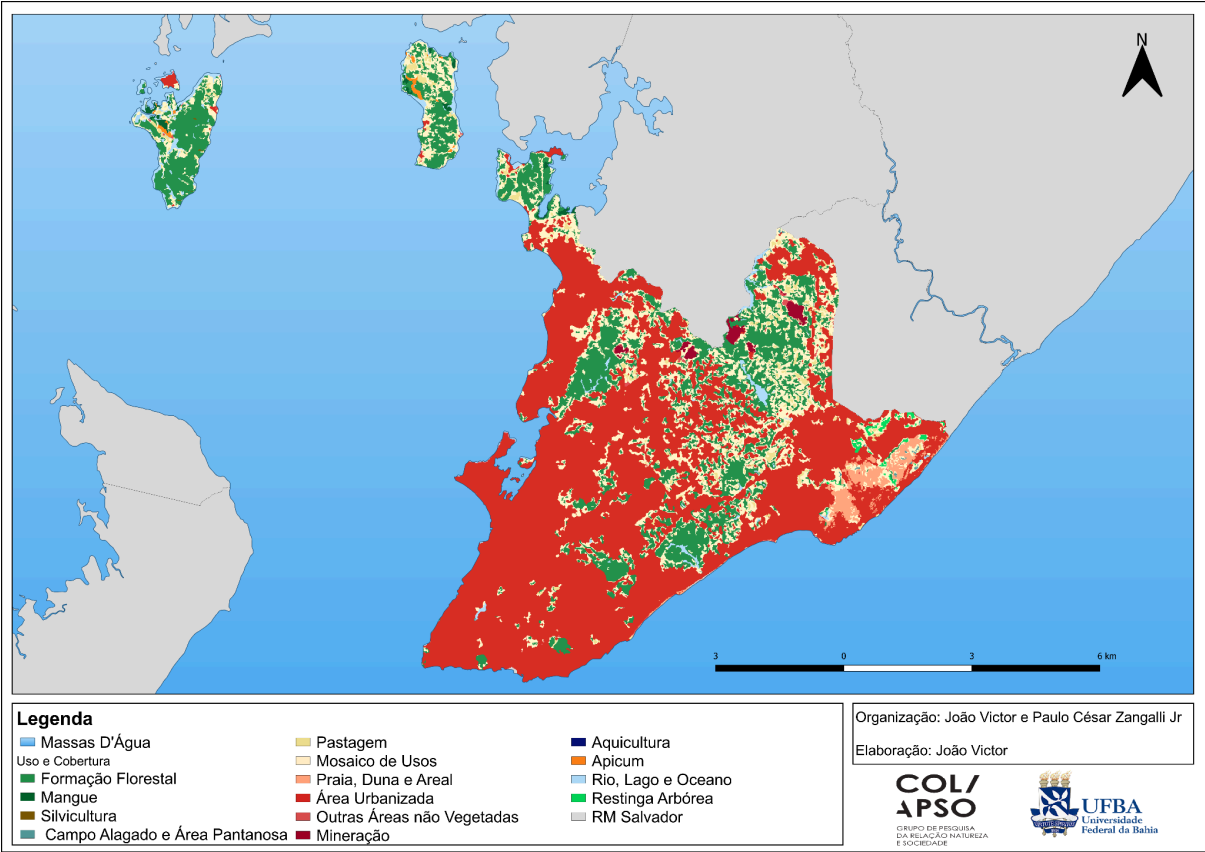 N
3 0 3 6 km
Legenda
Massas D'Água
Uso e Cobertura
Formação Florestal
Mangue
Silvicultura
Campo Alagado e Área Pantanosa
Pastagem
Mosaico de Usos
Praia, Duna e Areal
Área Urbanizada
Outras Áreas não Vegetadas
Mineração
Aquicultura
Apicum
Rio, Lago e Oceano
Restinga Arbórea
RM Salvador
Organização: João Victor e Paulo César Zangalli Jr
Elaboração: João Victor
COL/
APSO
GRUPO DE PESQUISA
DA RELAÇÃO NATUREZA
E SOCIEDADE
UFBA
Universidade
Federal da Bahia